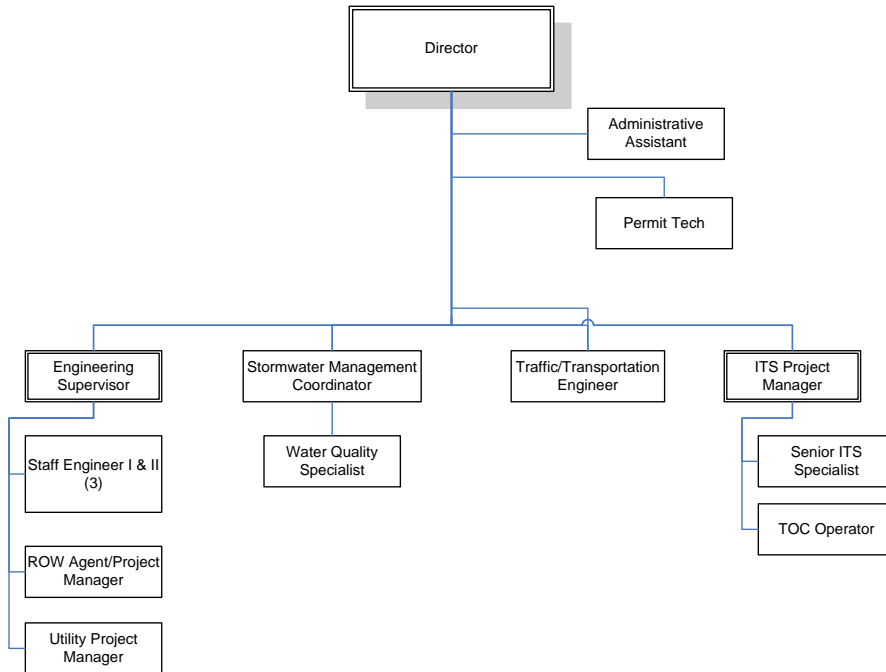 Director
Administrative
Assistant
Permit Tech
Engineering
Supervisor
Stormwater Management
Coordinator
Traffic/Transportation
Engineer
ITS Project
Manager
Staff Engineer I & II
(3)
Water Quality
Specialist
Senior ITS
Specialist
TOC Operator
ROW Agent/Project
Manager
Utility Project
Manager